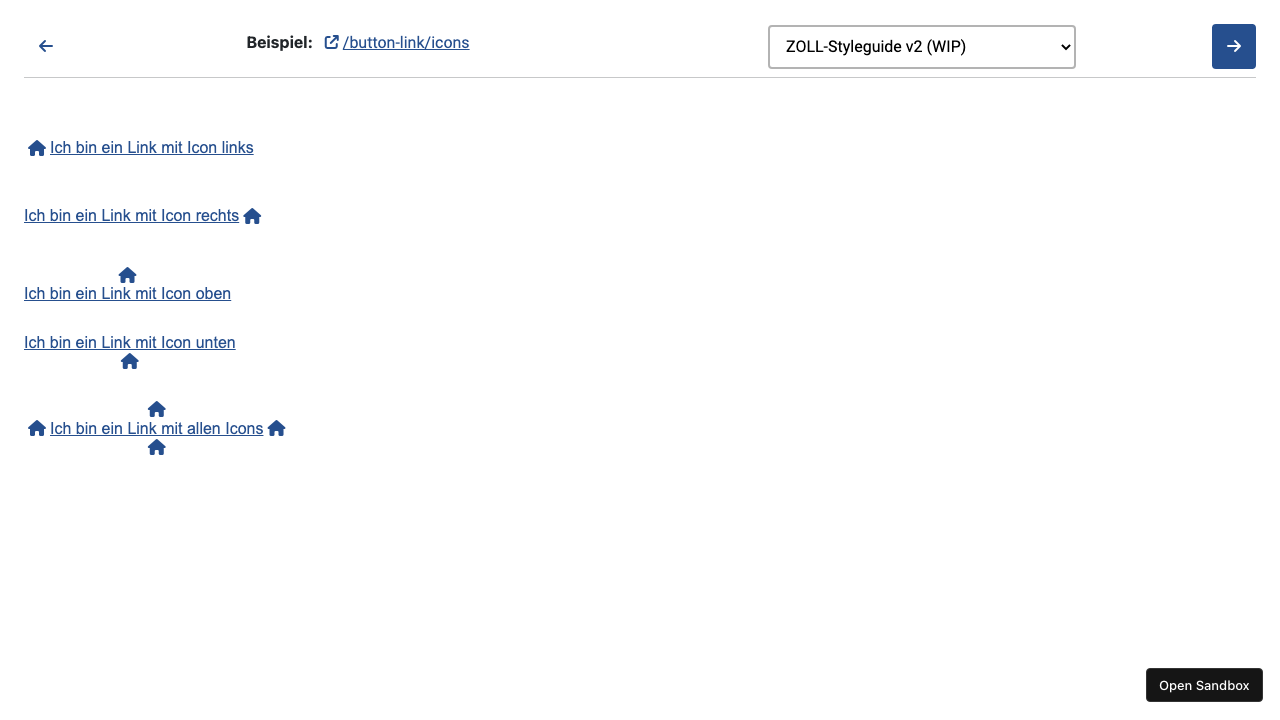 Beispiel: /button-link/icons
ZOLL-Styleguide v2 (WIP)
Ich bin ein Link mit Icon links
Ich bin ein Link mit Icon rechts
Ich bin ein Link mit Icon oben
Ich bin ein Link mit Icon unten
Ich bin ein Link mit allen Icons
Open Sandbox